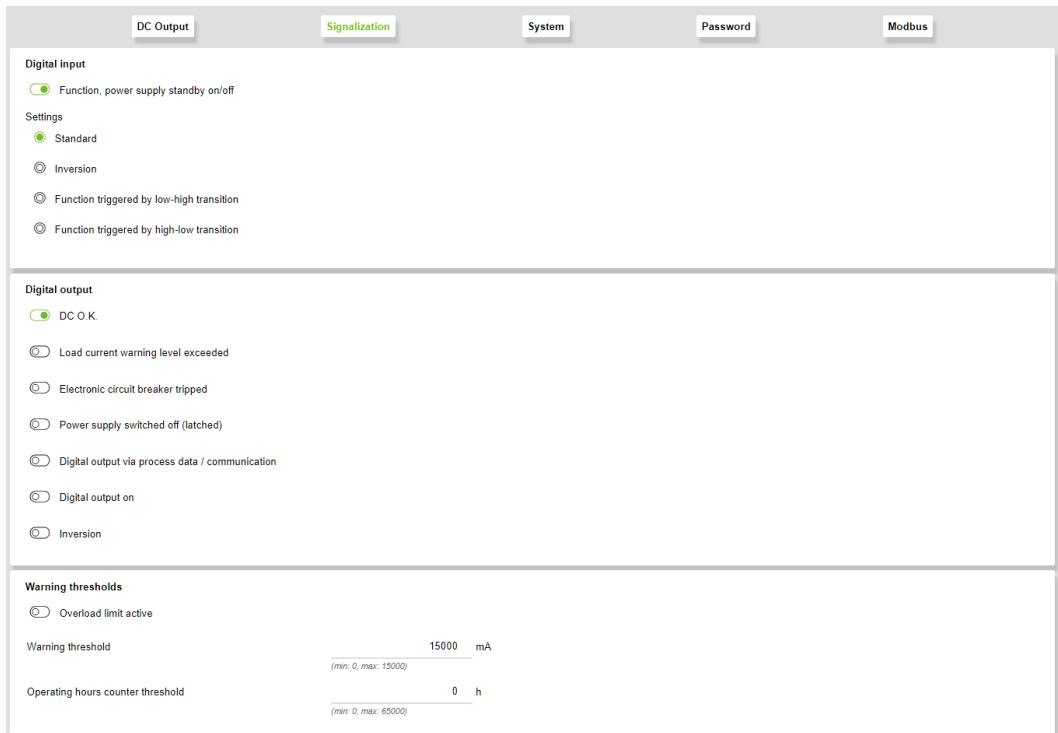 DC Output Signalization System Password Modbus
Digital input
Function, power supply standby on/off
Settings
Standard
Inversion
Function triggered by low-high transition
Function triggered by high-low transition
Digital output
DC O.K.
Load current warning level exceeded
Electronic circuit breaker tripped
Power supply switched off (latched)
Digital output via process data / communication
Digital output on
Inversion
Warning thresholds
Overload limit active
Warning threshold 15000 mA
(min: 0, max: 15000)
Operating hours counter threshold 0 h
(min: 0, max: 65000)